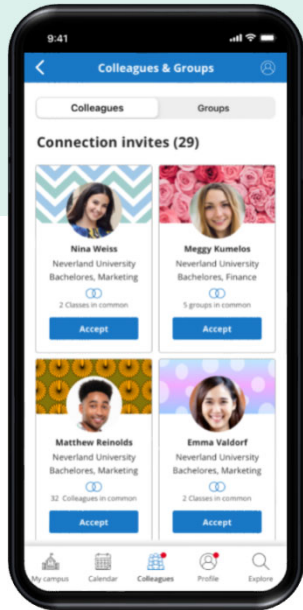 9:41
Colleagues & Groups
Colleagues
Groups
Connection invites (29)
Nina Weiss
Neverland University
Bachelores, Marketing
2 Classes in common
Accept
Meggy Kumelos
Neverland University
Bachelores, Finance
5 groups in common
Accept
Matthew Reinolds
Neverland University
Bachelores, Marketing
32 Colleagues in common
Accept
Emma Valdorf
Neverland University
Bachelores, Marketing
2 Classes in common
Accept
My campus
Calendar
Colleagues
Profile
Explore